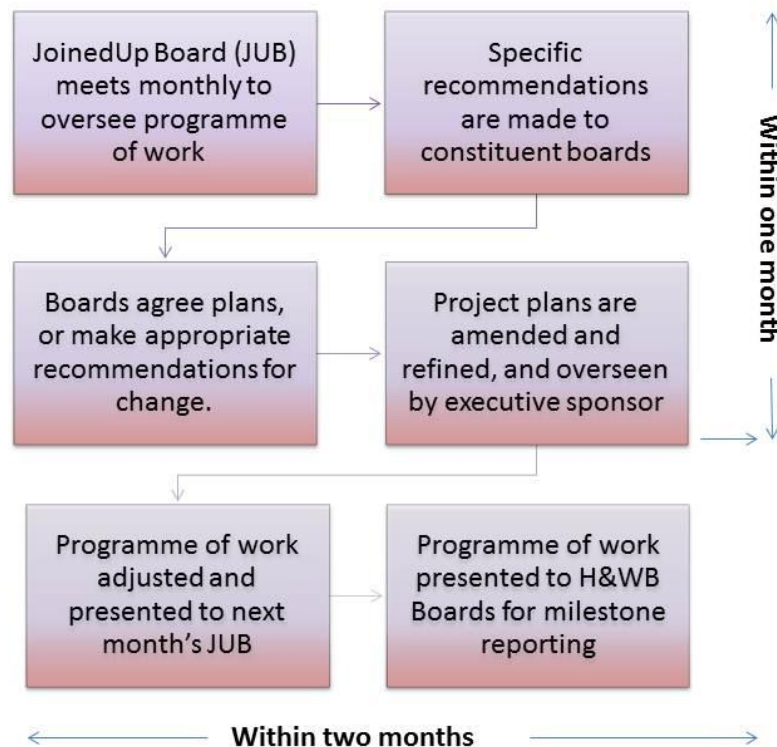 JoinedUp Board (JUB)
meets monthly to
oversee programme
of work
Specific
recommendations
are made to
constituent boards
Boards agree plans,
or make appropriate
recommendations for
change.
Project plans are
amended and
refined, and overseen
by executive sponsor
Within one month
Programme of work
adjusted and
presented to next
month's JUB
Programme of work
presented to H&WB
Boards for milestone
reporting
Within two months